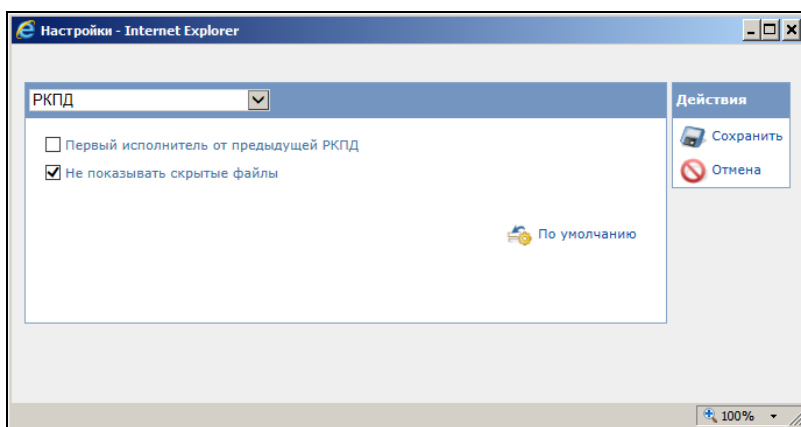 Настройки - Internet Explorer
РКПД
Действия
Первый исполнитель от предыдущей РКПД
Не показывать скрытые файлы
Сохранить
Отмена
По умолчанию
100%